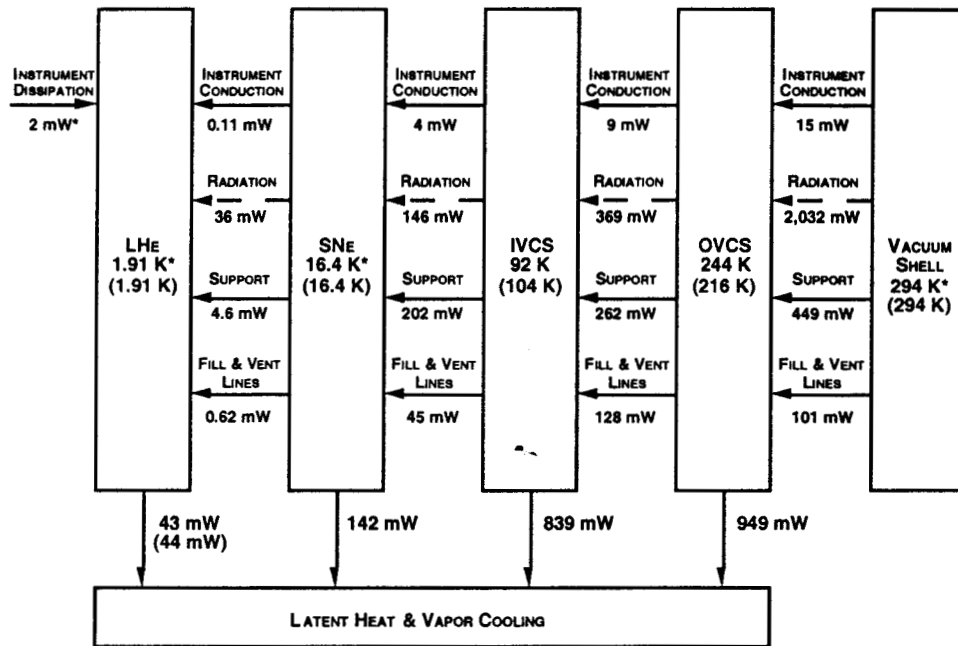 INSTRUMENT
DISSIPATION
2 mW*
INSTRUMENT
CONDUCTION
0.11 mW
INSTRUMENT
CONDUCTION
4 mW
INSTRUMENT
CONDUCTION
9 mW
INSTRUMENT
CONDUCTION
15 mW
RADIATION
36 mW
RADIATION
146 mW
RADIATION
369 mW
RADIATION
2,032 mW
LHE
1.91 K*
(1.91 K)
SNE
16.4 K*
(16.4 K)
IVCS
92 K
(104 K)
OVCS
244 K
(216 K)
VACUUM
SHELL
294 K*
(294 K)
SUPPORT
4.6 mW
SUPPORT
202 mW
SUPPORT
262 mW
SUPPORT
449 mW
FILL & VENT
LINES
0.62 mW
FILL & VENT
LINES
45 mW
FILL & VENT
LINES
128 mW
FILL & VENT
LINES
101 mW
43 mW
(44 mW)
142 mW
839 mW
949 mW
LATENT HEAT & VAPOR COOLING